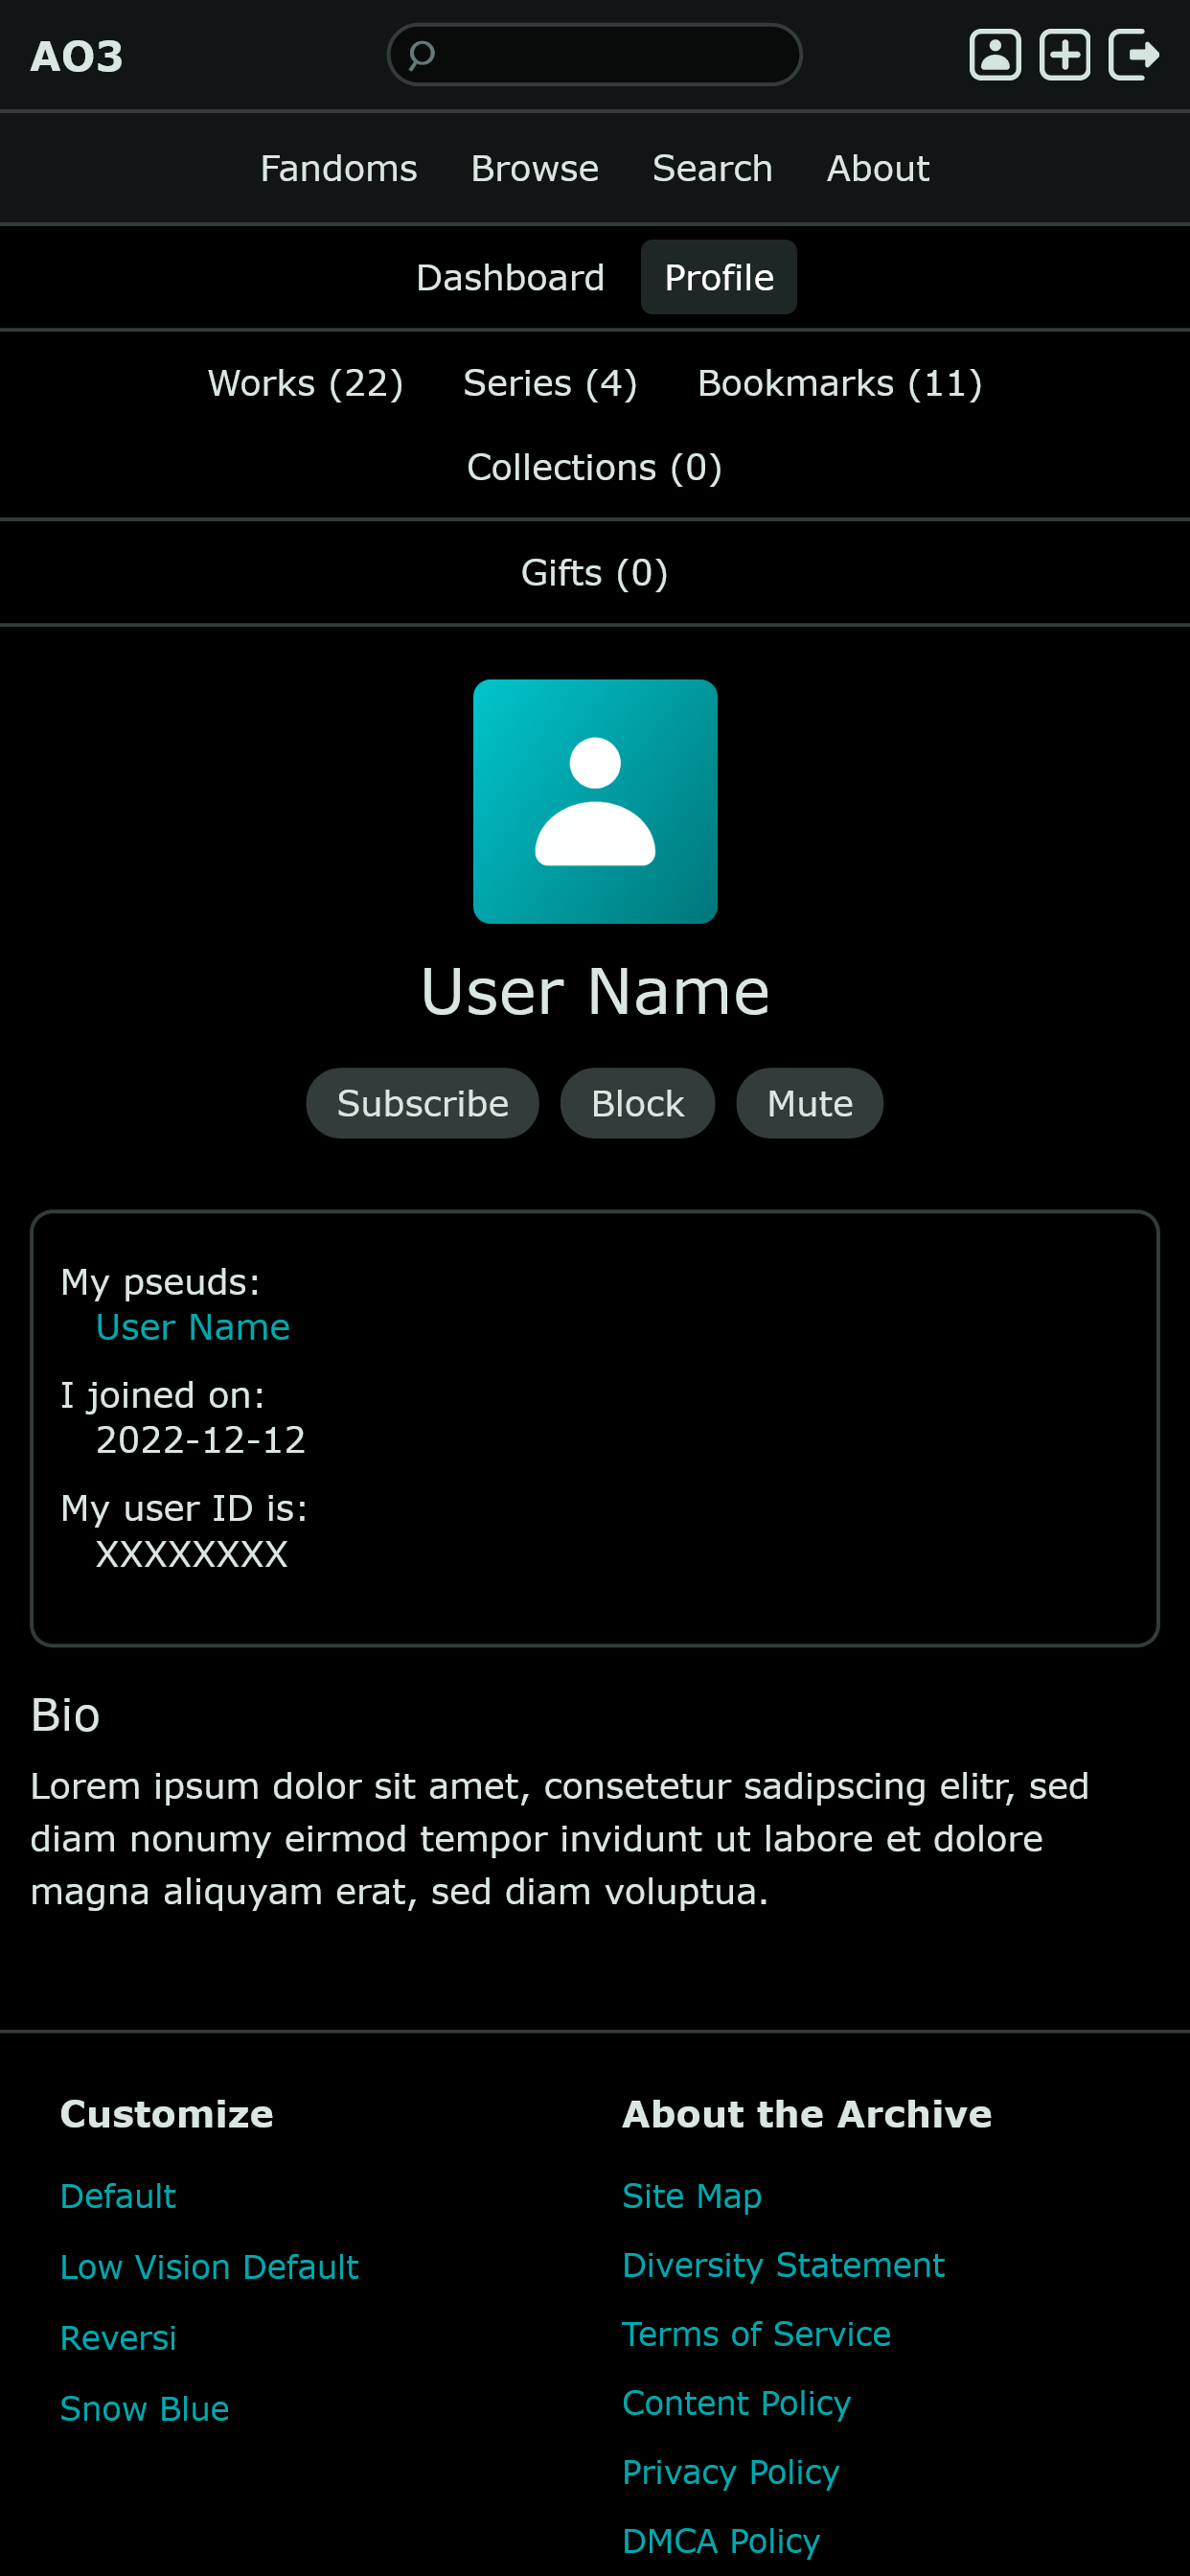 AO3
Fandoms Browse Search About
Dashboard Profile
Works (22) Series (4) Bookmarks (11)
Collections (0)
Gifts (0)
User Name
Subscribe Block Mute
My pseuds:
User Name
I joined on:
2022-12-12
My user ID is:
XXXXXXXX
Bio
Lorem ipsum dolor sit amet, consetetur sadipscing elitr, sed
diam nonumy eirmod tempor invidunt ut labore et dolore
magna aliquyam erat, sed diam voluptua.
Customize
Default
Low Vision Default
Reversi
Snow Blue
About the Archive
Site Map
Diversity Statement
Terms of Service
Content Policy
Privacy Policy
DMCA Policy